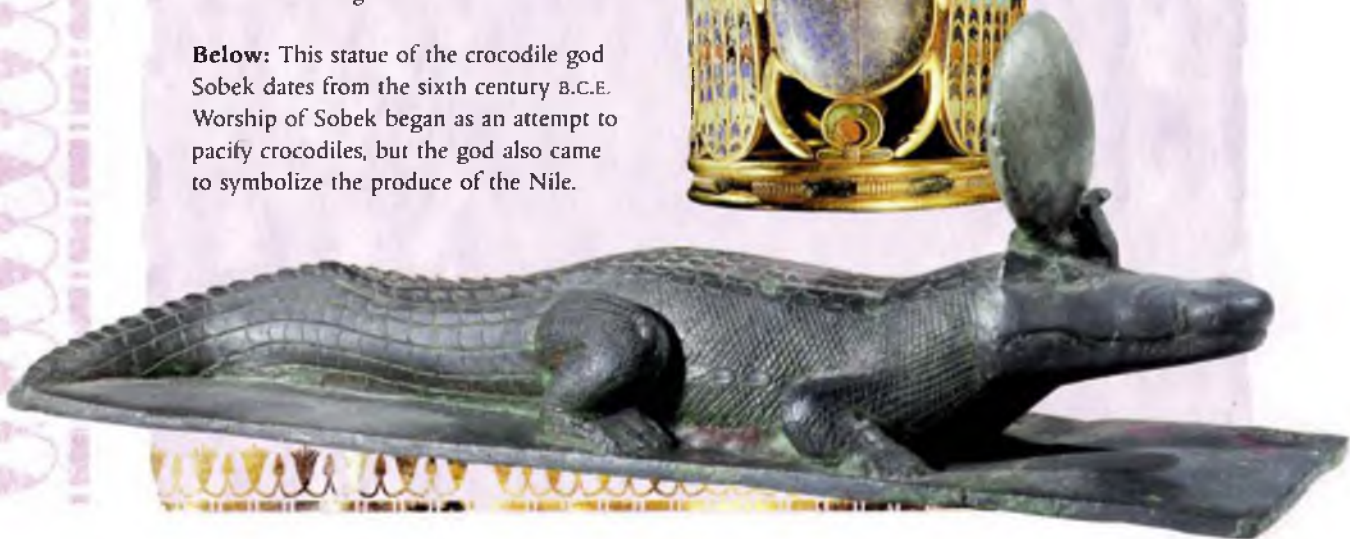 Below: This statue of the crocodile god
Sobek dates from the sixth century B.C.E.
Worship of Sobek began as an attempt to
pacify crocodiles, but the god also came
to symbolize the produce of the Nile.